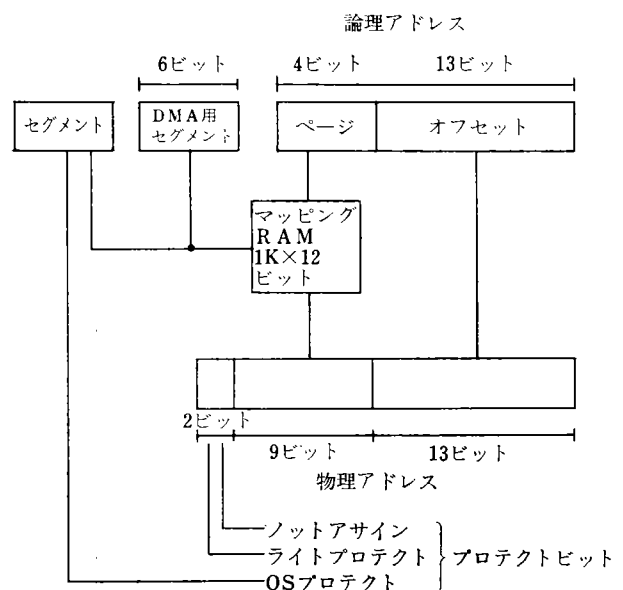 論理アドレス
6ビット
4ビット
13ビット
セグメント
DMA用
セグメント
ページ
オフセット
マッピング
RAM
1K×12
ビット
2ビット
9ビット
13ビット
物理アドレス
ノットアサイン
ライトプロテクト
プロテクトビット
OSプロテクト